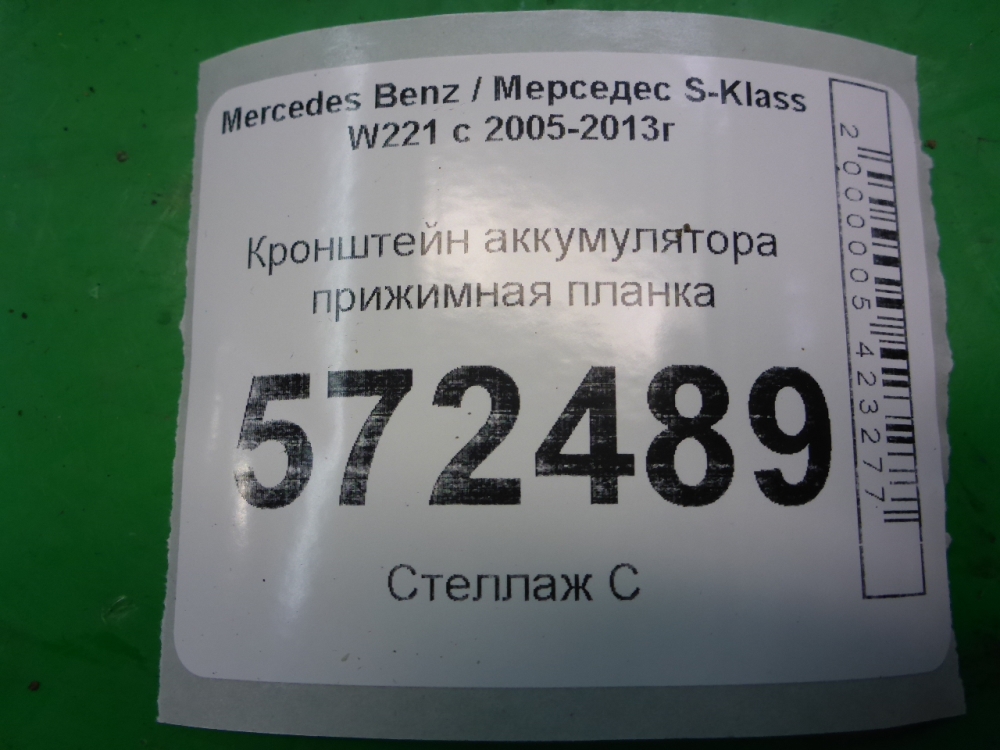 Mercedes Benz / Мерседес S-Klass
W221 с 2005-2013г
Кронштейн аккумулятора
прижимная планка
572489
Стеллаж С
2000005423277